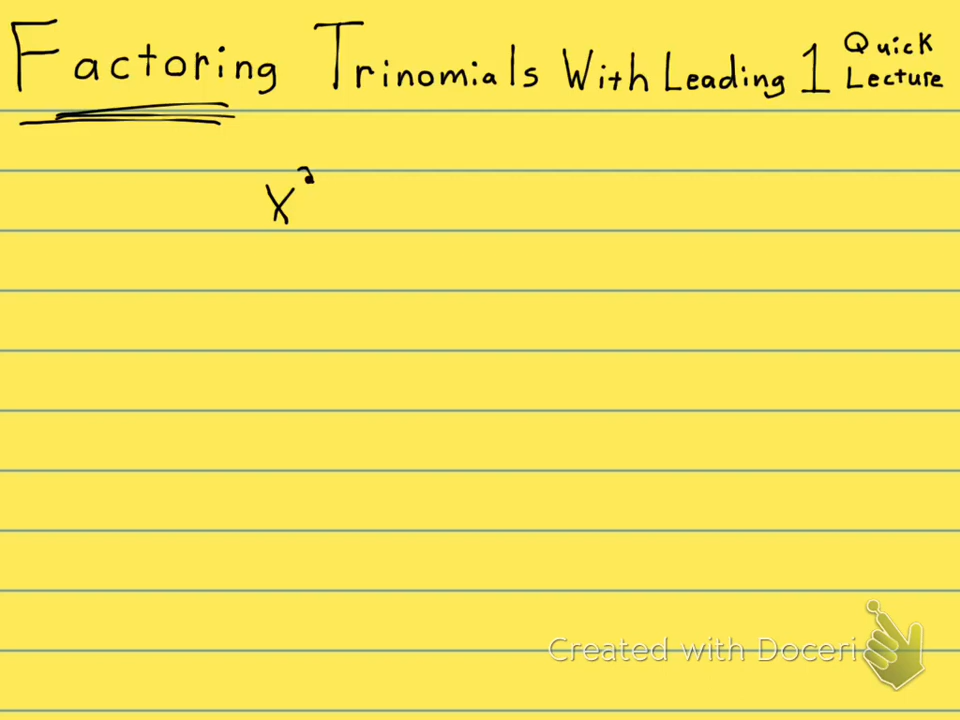 Factoring Trinomials With Leading 1 Quick
Lecture
x²
Created with Doceri